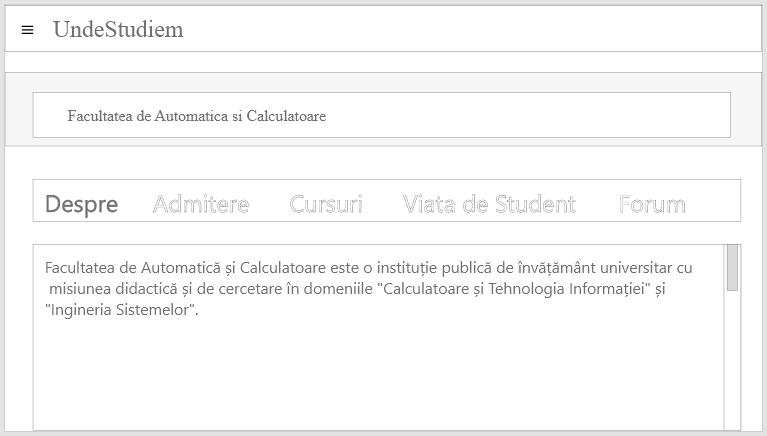 UndeStudiem
Facultatea de Automatica si Calculatoare
Despre Admitere Cursuri Viata de Student Forum
Facultatea de Automatică și Calculatoare este o instituție publică de învățământ universitar cu
misiunea didactică și de cercetare în domeniile "Calculatoare și Tehnologia Informației" și
"Ingineria Sistemelor".